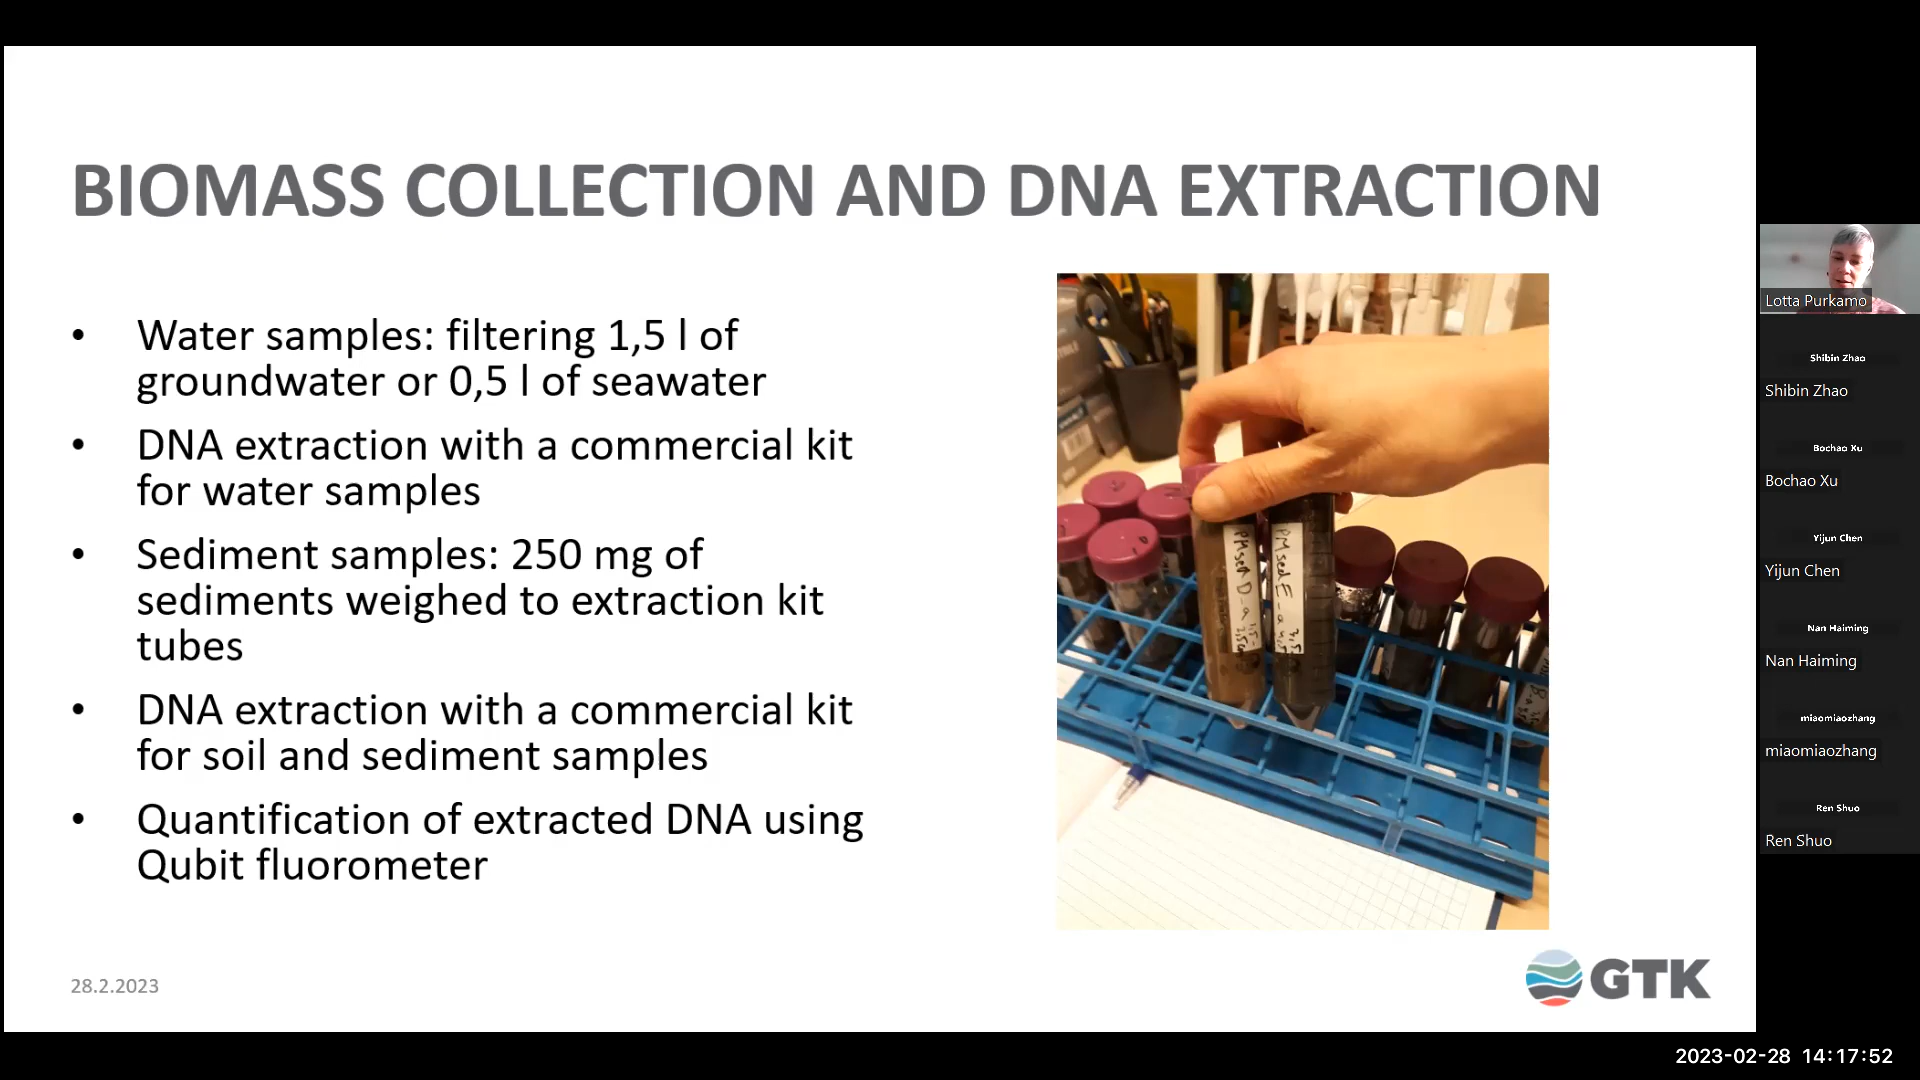 BIOMASS COLLECTION AND DNA EXTRACTION
• Water samples: filtering 1,5 l of
groundwater or 0,5 l of seawater
• DNA extraction with a commercial kit
for water samples
• Sediment samples: 250 mg of
sediments weighed to extraction kit
tubes
• DNA extraction with a commercial kit
for soil and sediment samples
• Quantification of extracted DNA using
Qubit fluorometer
PMsed D-a
PMsed E-a
28.2.2023
GTK
Lotta Purkamo
Shibin Zhao
Shibin Zhao
Bochao Xu
Bochao Xu
Yijun Chen
Yijun Chen
Nan Haiming
Nan Haiming
miaomiaozhang
miaomiaozhang
Ren Shuo
Ren Shuo
2023-02-28 14:17:52